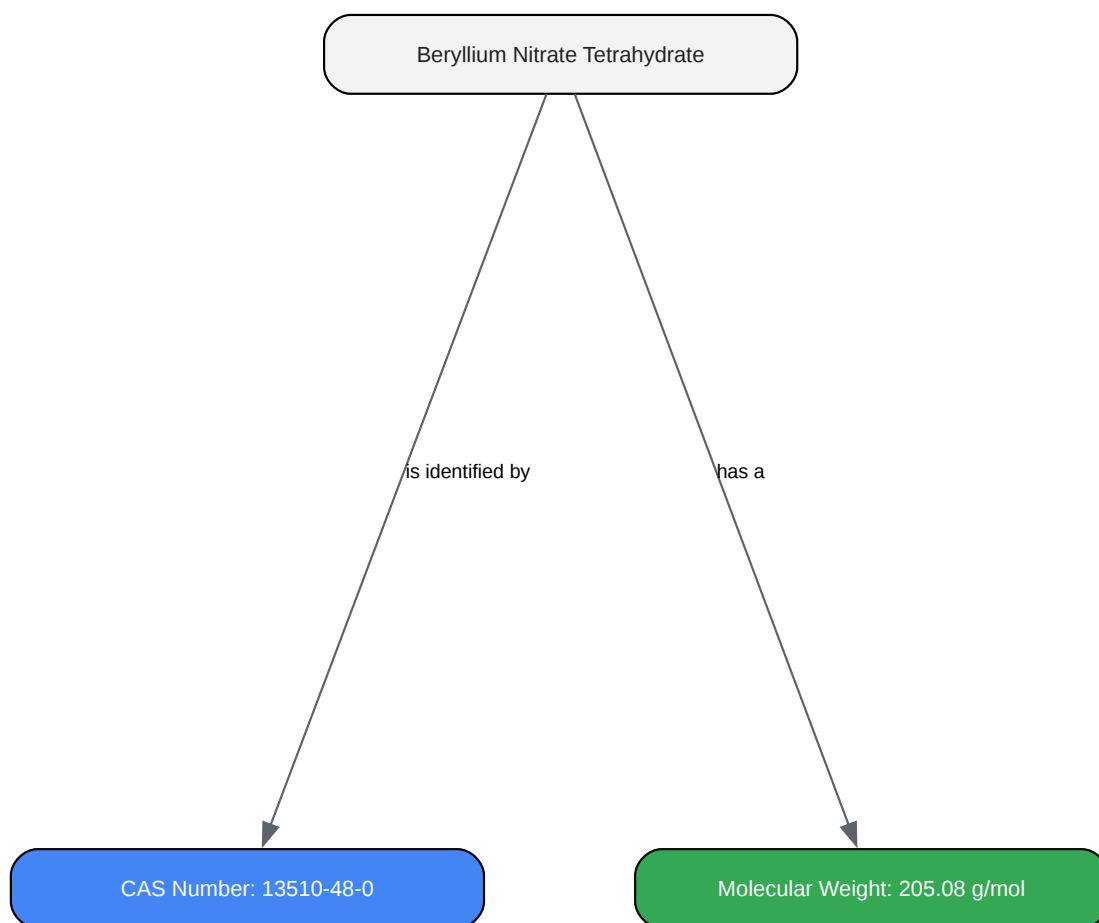 Beryllium Nitrate Tetrahydrate
is identified by
has a
CAS Number: 13510-48-0
Molecular Weight: 205.08 g/mol